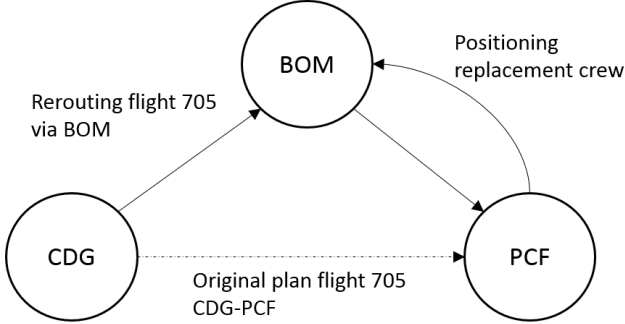 BOM
Positioning
replacement crew
Rerouting flight 705
via BOM
CDG
PCF
Original plan flight 705
CDG-PCF